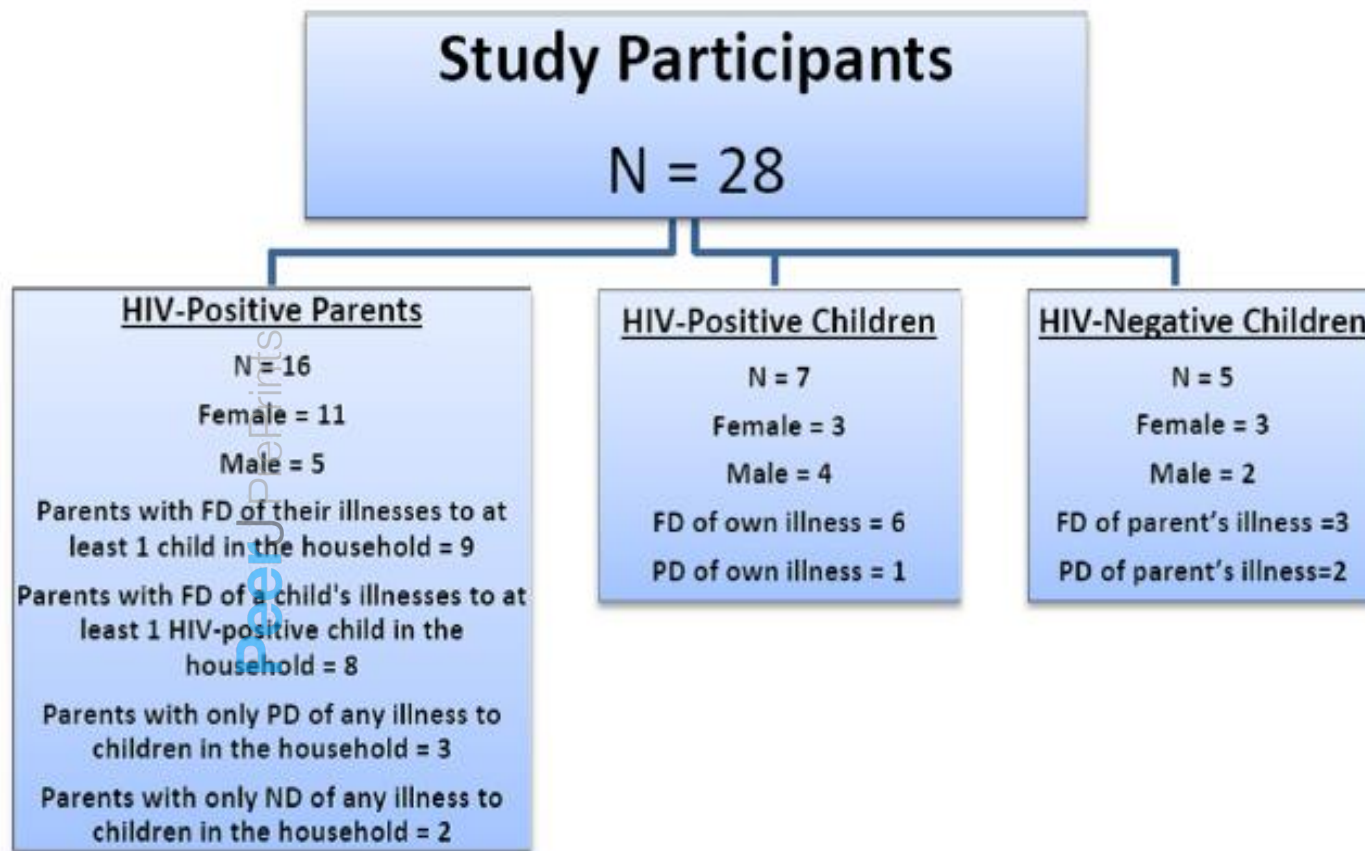 Study Participants
N = 28
HIV-Positive Parents
N = 16
Female = 11
Male = 5
Parents with FD of their illnesses to at
least 1 child in the household = 9
Parents with FD of a child's illnesses to at
least 1 HIV-positive child in the
household = 8
Parents with only PD of any illness to
children in the household = 3
Parents with only ND of any illness to
children in the household = 2
HIV-Positive Children
N = 7
Female = 3
Male = 4
FD of own illness = 6
PD of own illness = 1
HIV-Negative Children
N = 5
Female = 3
Male = 2
FD of parent’s illness =3
PD of parent’s illness=2
PeerJ PrePrints